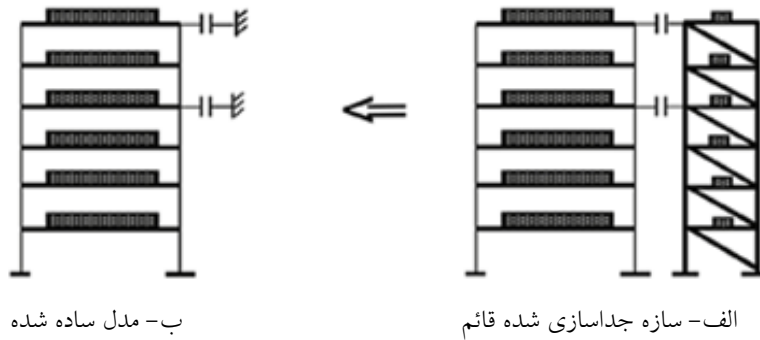 الف- سازه جداسازی شده قائم
ب- مدل ساده شده